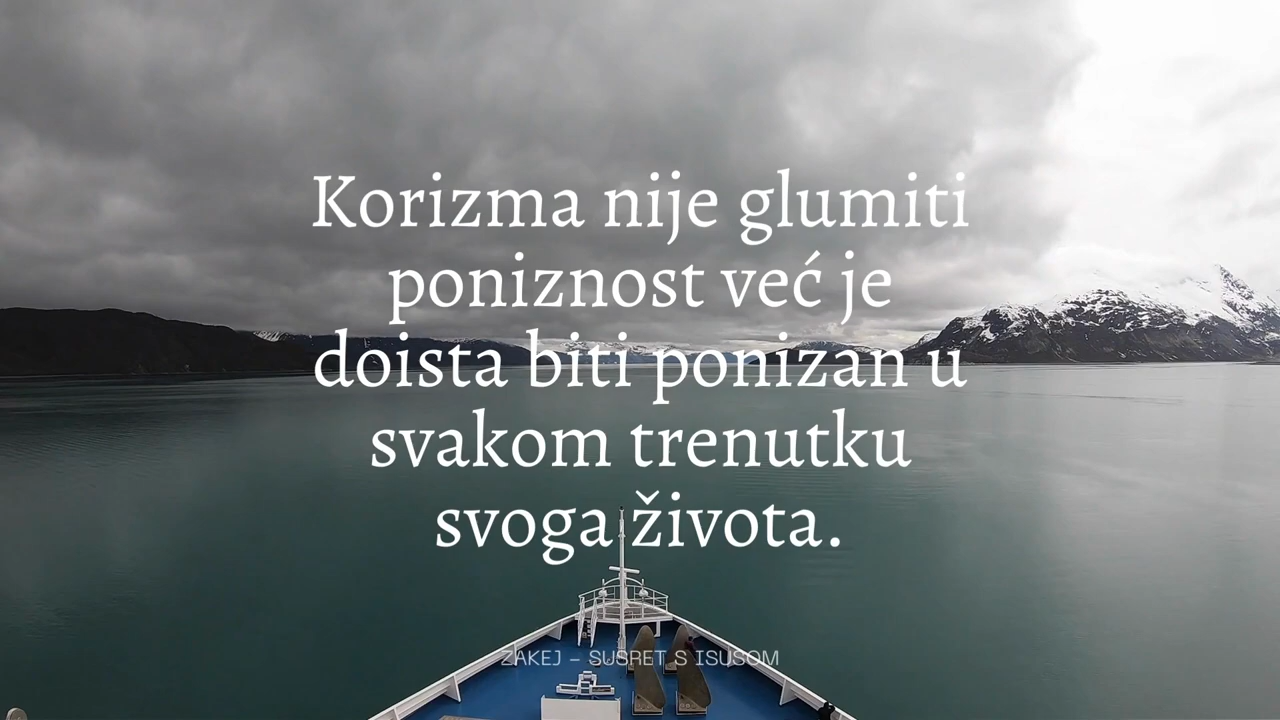 Korizma nije glumiti
poniznost već je
doista biti ponizan u
svakom trenutku
svoga života.
ZAKEJ – SUSRET S ISUSOM